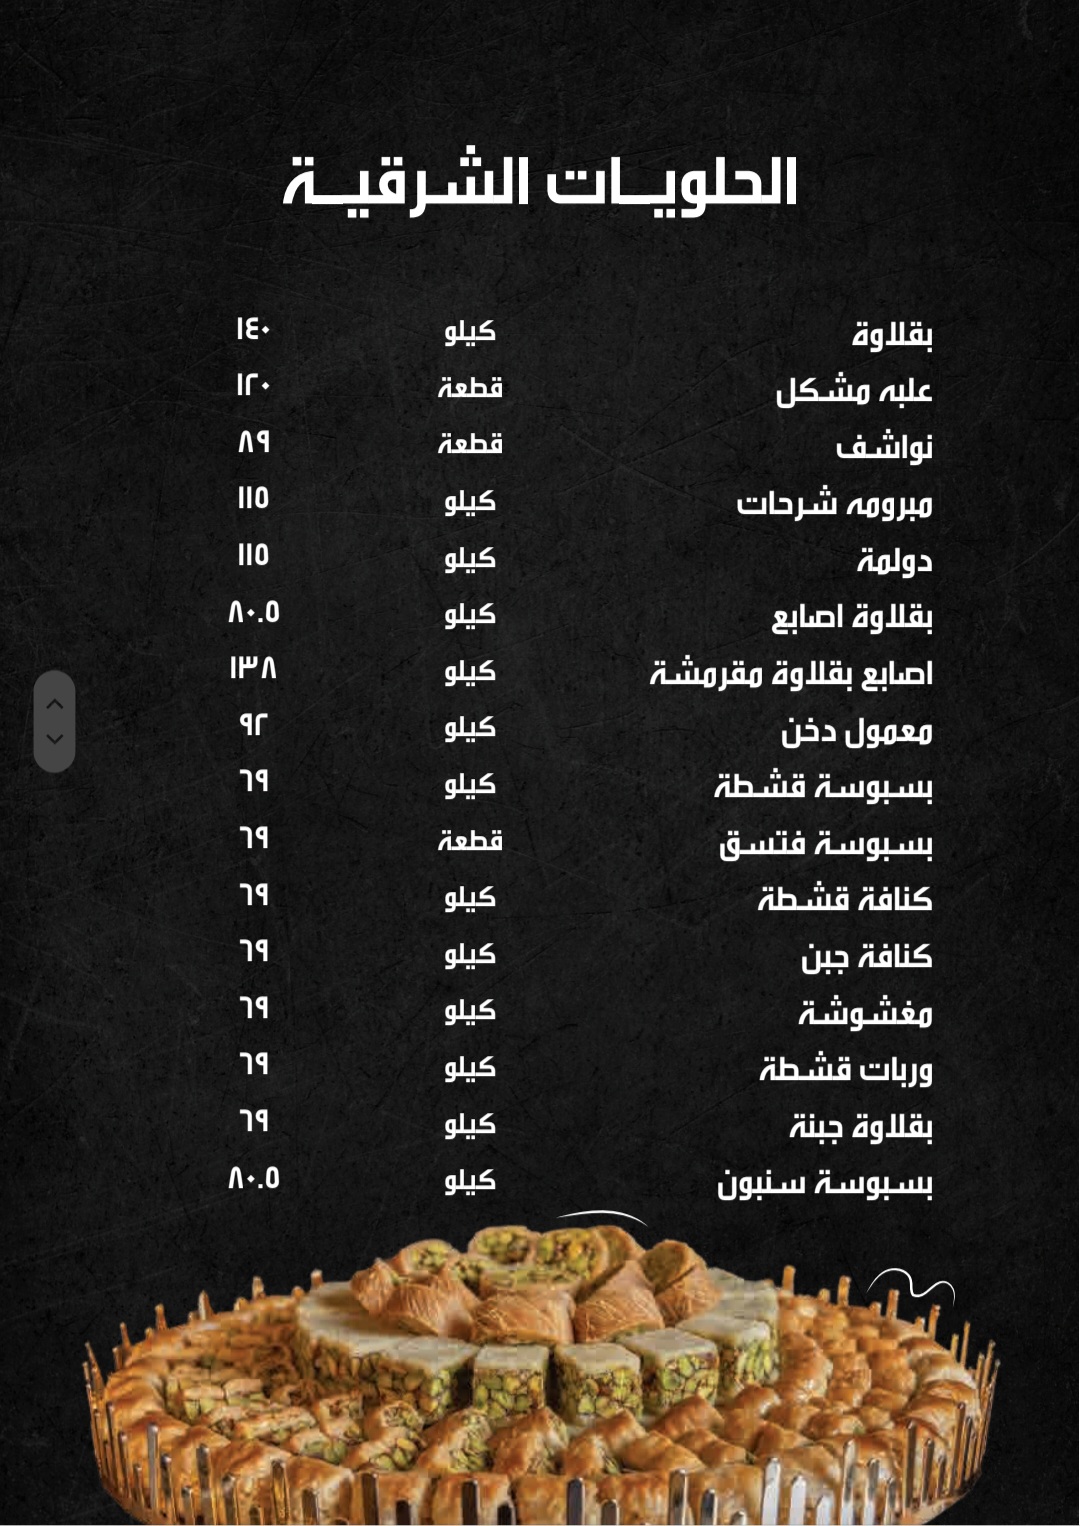 الحلويات الشرقية
بقلاوة كيلو ١٤٠
علبه مشكل قطعة ١٢٠
نواشف قطعة ٨٩
مبرومه شرحات كيلو ١١٥
دولمة كيلو ١١٥
بقلاوة اصابع كيلو ٨٠.٥
اصابع بقلاوة مقرمشة كيلو ١٣٨
معمول دخن كيلو ٩٢
بسبوسة قشطة كيلو ٦٩
بسبوسة فتسق قطعة ٦٩
كنافة قشطة كيلو ٦٩
كنافة جبن كيلو ٦٩
مغشوشة كيلو ٦٩
وربات قشطة كيلو ٦٩
بقلاوة جبنة كيلو ٦٩
بسبوسة سنبون كيلو ٨٠.٥